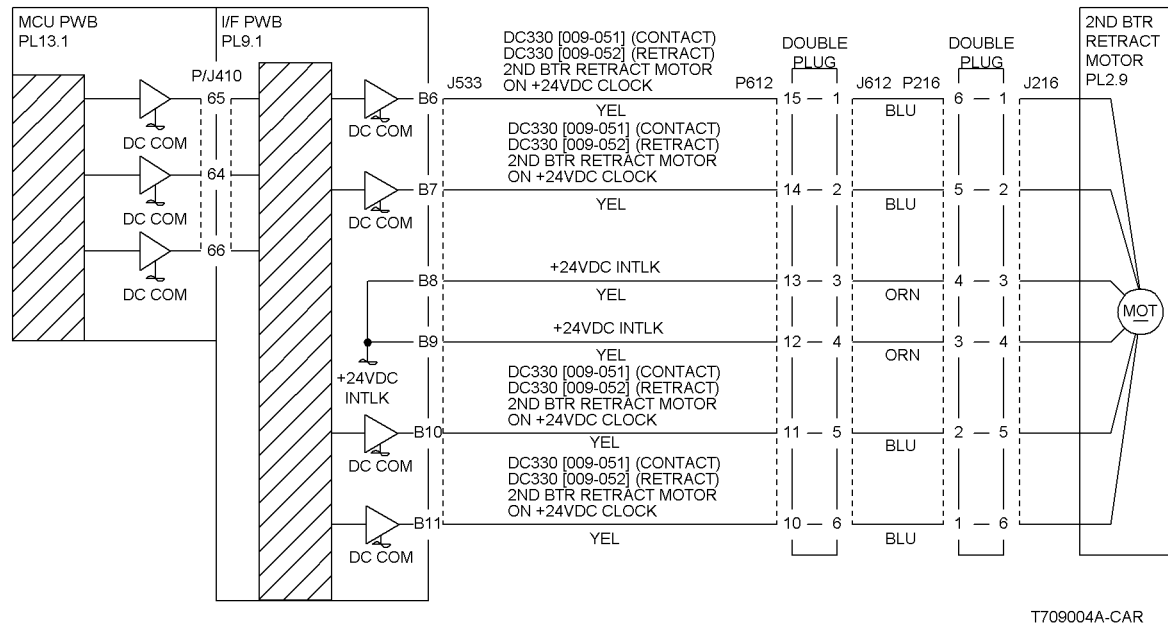 MCU PWB
PL13.1
I/F PWB
PL9.1
P/J410
65
64
66
DC COM
DC COM
DC COM
DC COM
DC COM
DC COM
DC COM
+24VDC
INTLK
B6
B7
B8
B9
B10
B11
J533
DC330 [009-051] (CONTACT)
DC330 [009-052] (RETRACT)
2ND BTR RETRACT MOTOR
ON +24VDC CLOCK
YEL
DC330 [009-051] (CONTACT)
DC330 [009-052] (RETRACT)
2ND BTR RETRACT MOTOR
ON +24VDC CLOCK
YEL
+24VDC INTLK
YEL
+24VDC INTLK
YEL
DC330 [009-051] (CONTACT)
DC330 [009-052] (RETRACT)
2ND BTR RETRACT MOTOR
ON +24VDC CLOCK
YEL
DC330 [009-051] (CONTACT)
DC330 [009-052] (RETRACT)
2ND BTR RETRACT MOTOR
ON +24VDC CLOCK
YEL
DOUBLE
PLUG
P612
J612
15 1
14 2
13 3
12 4
11 5
10 6
BLU
BLU
ORN
ORN
BLU
BLU
DOUBLE
PLUG
P216
J216
6 1
5 2
4 3
3 4
2 5
1 6
2ND BTR
RETRACT
MOTOR
PL2.9
MOT
T709004A-CAR